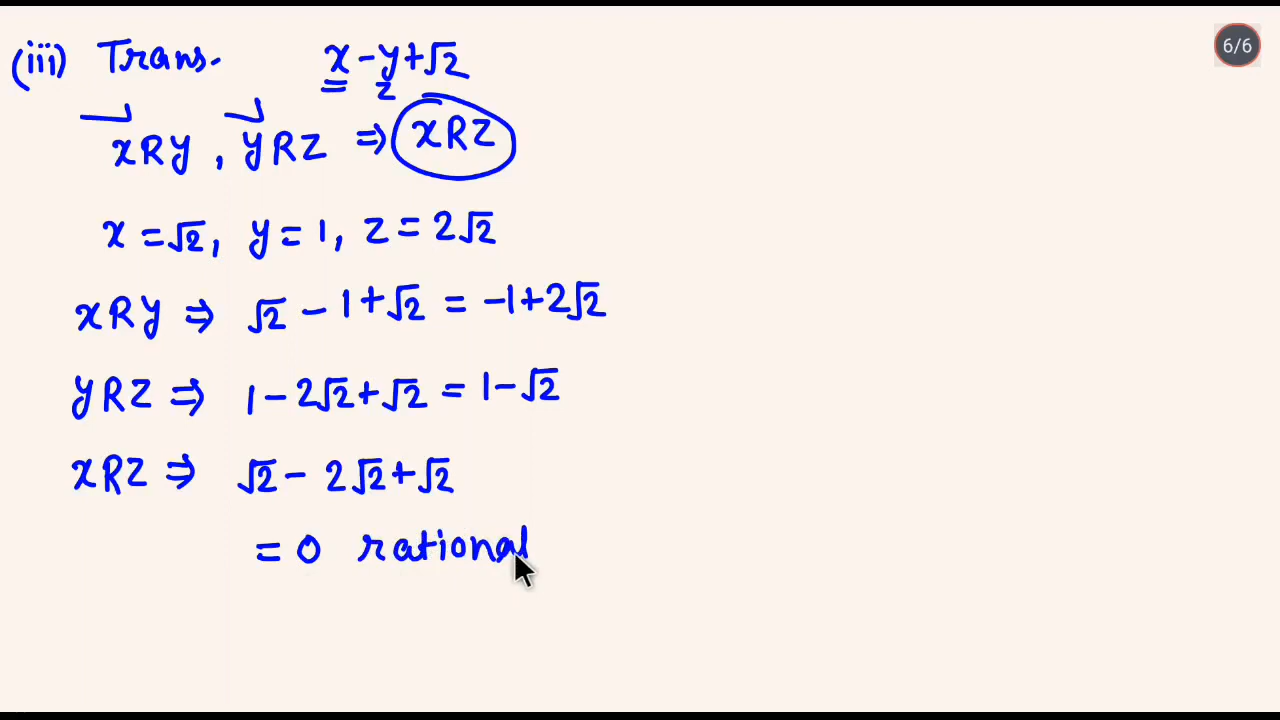 6/6
(iii) Trans. x-y+√2
z
xRy, yRz ⇒ xRz
x=√2, y=1, z=2√2
xRy ⇒ √2-1+√2=-1+2√2
yRz ⇒ 1-2√2+√2=1-√2
xRz ⇒ √2-2√2+√2
=0 rational